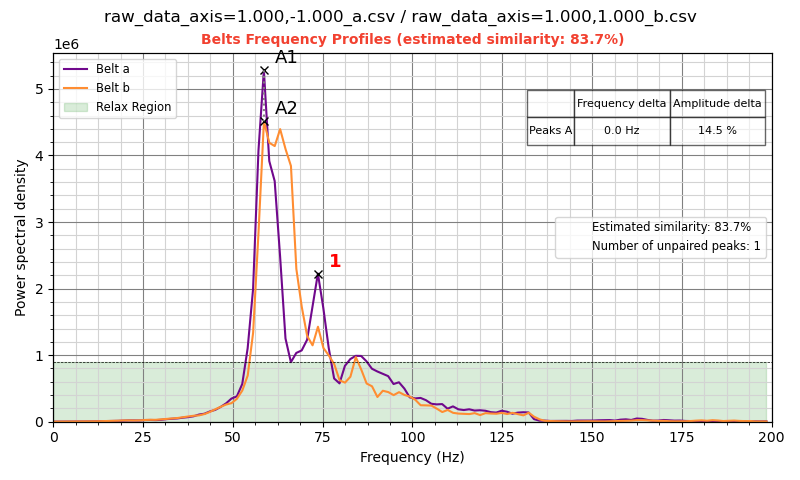 raw_data_axis=1.000,-1.000_a.csv / raw_data_axis=1.000,1.000_b.csv
Belts Frequency Profiles (estimated similarity: 83.7%)
1e6
A1
A2
1
Belt a
Belt b
Relax Region
Frequency delta Amplitude delta
Peaks A 0.0 Hz 14.5 %
Estimated similarity: 83.7%
Number of unpaired peaks: 1
Power spectral density
5
4
3
2
1
0
0 25 50 75 100 125 150 175 200
Frequency (Hz)